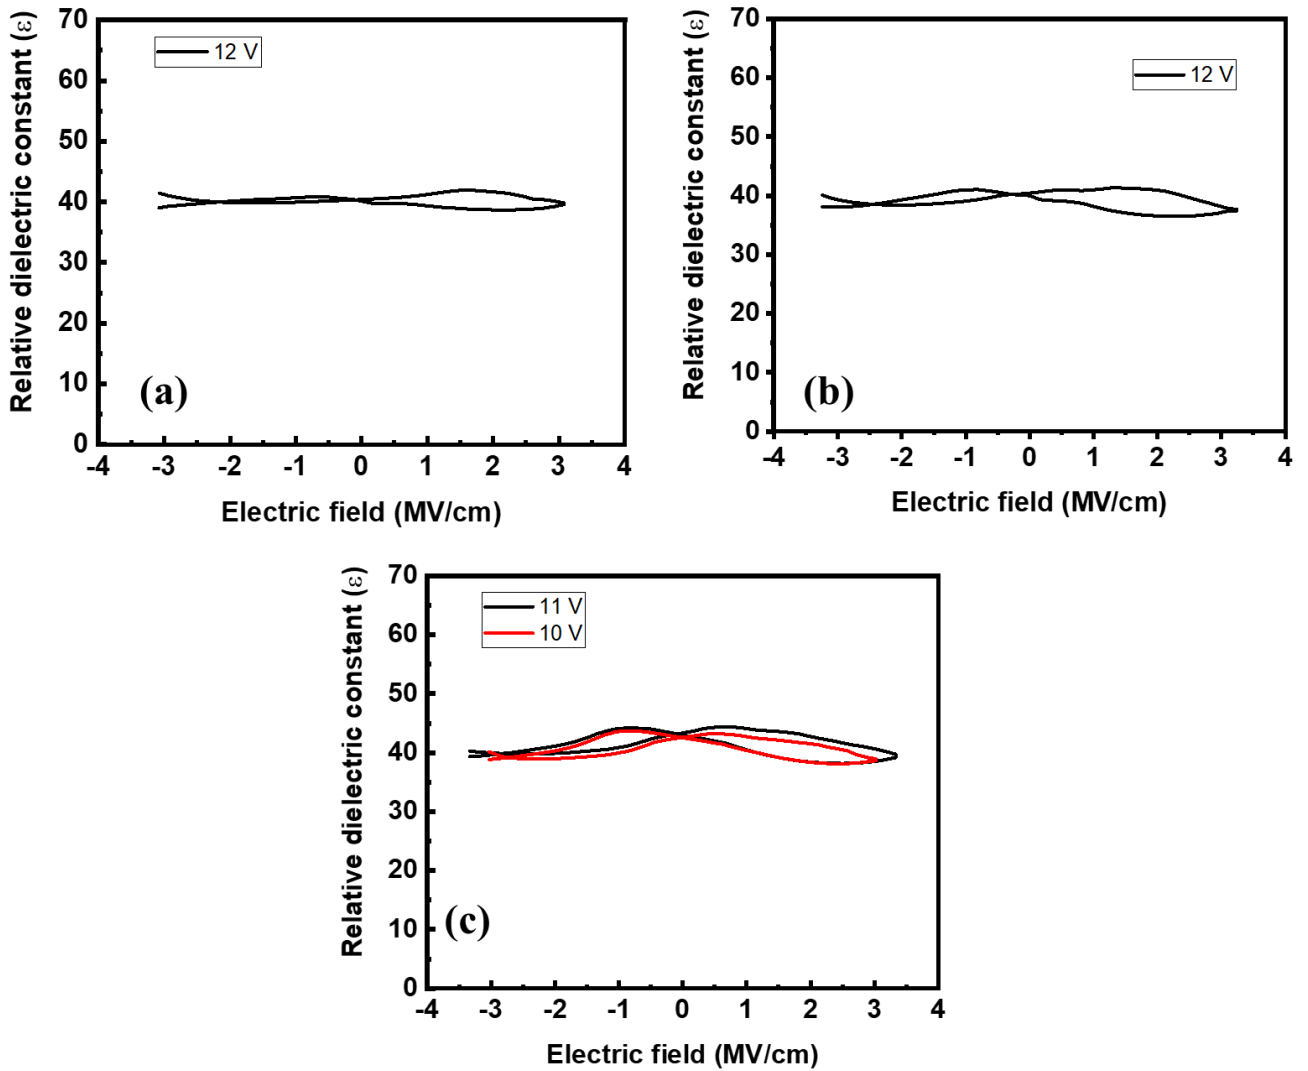 Relative dielectric constant (ε)
70
60
50
40
30
20
10
0
12 V
(a)
-4 -3 -2 -1 0 1 2 3 4
Electric field (MV/cm)
Relative dielectric constant (ε)
70
60
50
40
30
20
10
0
12 V
(b)
-4 -3 -2 -1 0 1 2 3 4
Electric field (MV/cm)
Relative dielectric constant (ε)
70
60
50
40
30
20
10
0
11 V
10 V
(c)
-4 -3 -2 -1 0 1 2 3 4
Electric field (MV/cm)